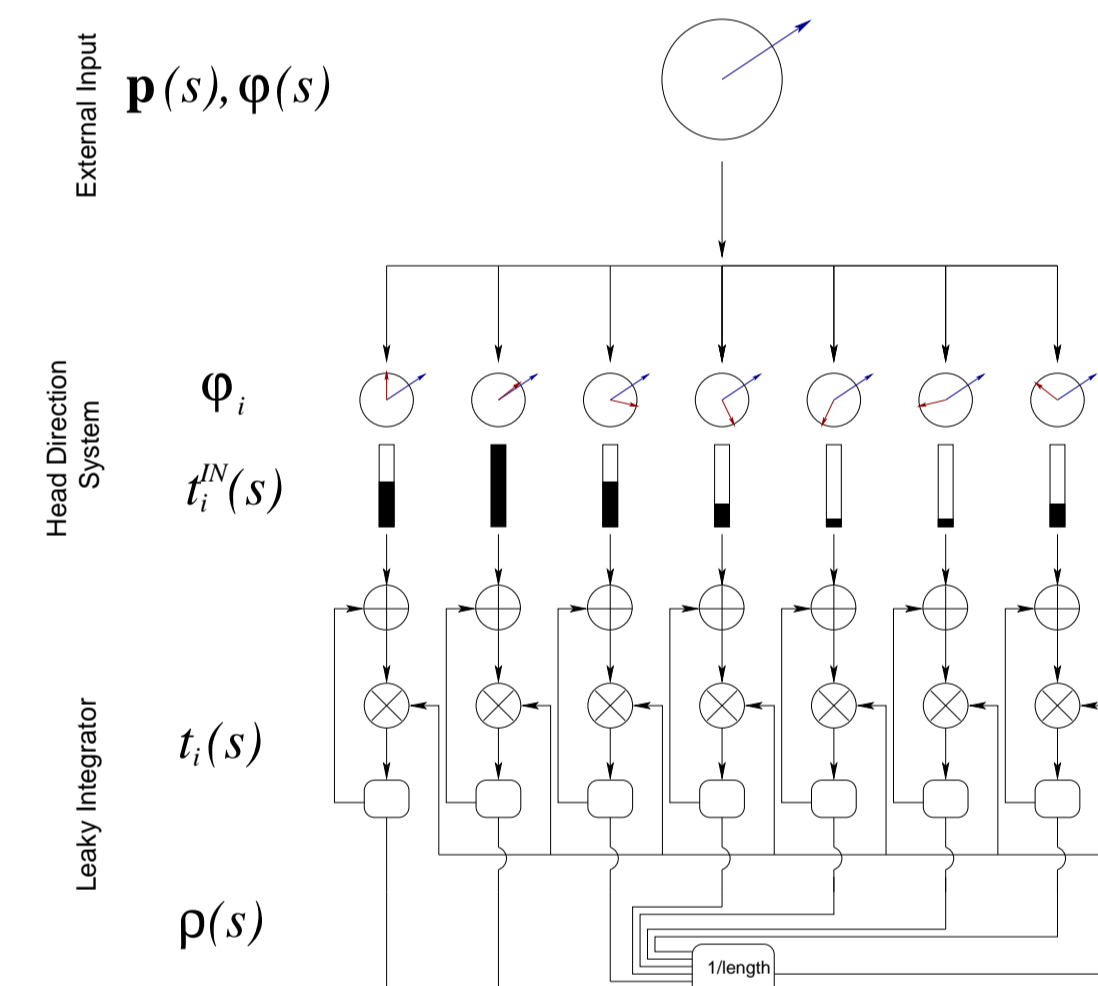 External Input
p(s), φ(s)
Head Direction
System
φ_i
t_i^{IN}(s)
Leaky Integrator
t_i(s)
ρ(s)
1/length